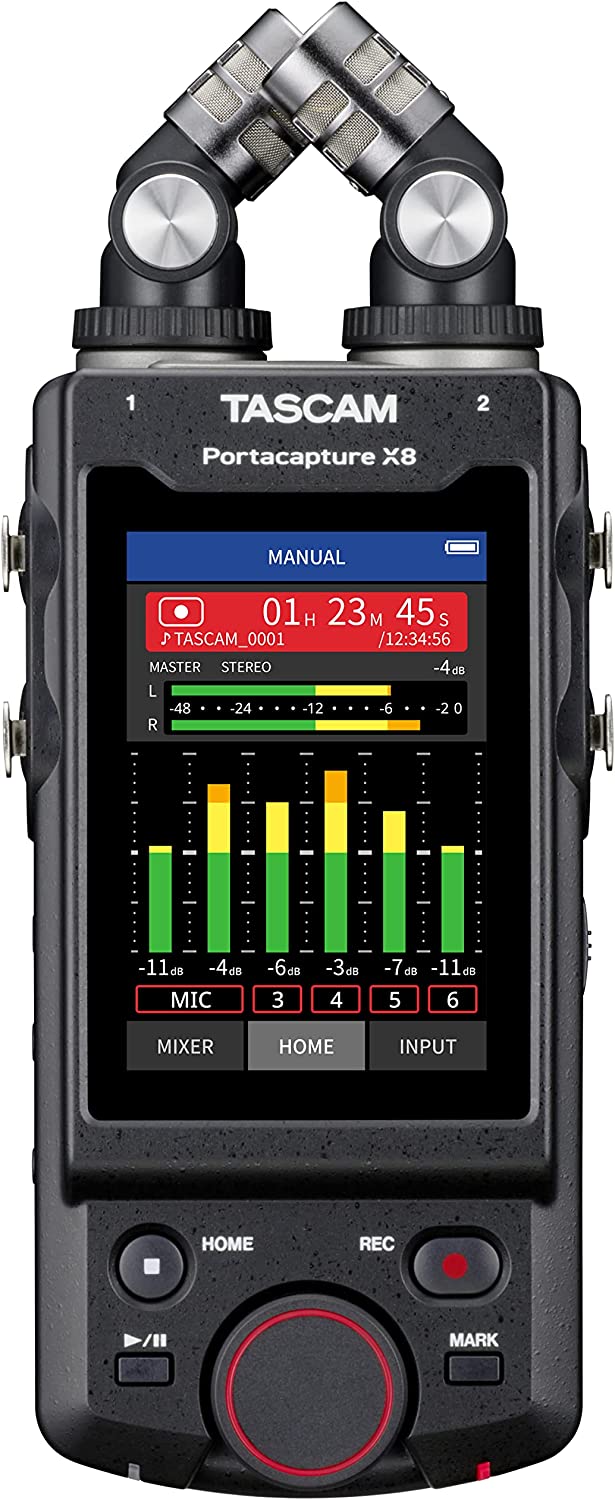 1 TASCAM 2
Portacapture X8
MANUAL
01H 23M 45S
♪TASCAM_0001 /12:34:56
MASTER STEREO -4dB
L
-48 • • -24 • • • • -12 • • • • -6 • • -2 0
R
-11dB -4dB -6dB -3dB -7dB -11dB
MIC 3 4 5 6
MIXER HOME INPUT
HOME REC
►/II MARK